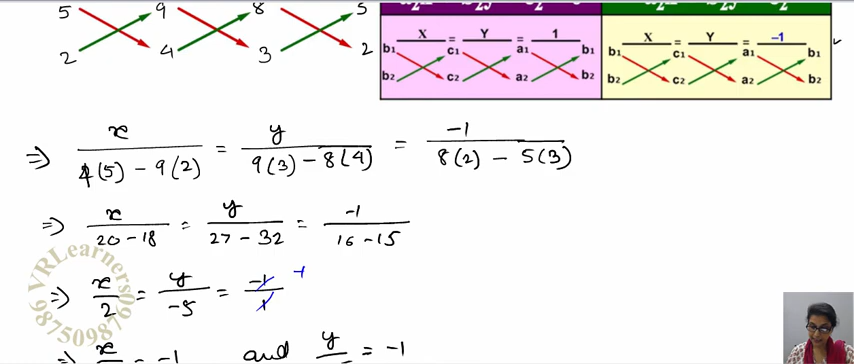 5 9 8 5
2 4 3 2
X = Y = 1
b1 c1 a1 b1
b2 c2 a2 b2
X = Y = -1
b1 c1 a1 b1
b2 c2 a2 b2
⇒ x / 4(5) - 9(2) = y / 9(3) - 8(4) = -1 / 8(2) - 5(3)
⇒ x / 20 - 18 = y / 27 - 32 = -1 / 16 - 15
⇒ x / 2 = y / -5 = -1 / 1 -1
⇒ x = -1 and y = -1
VRLearners
9875098760